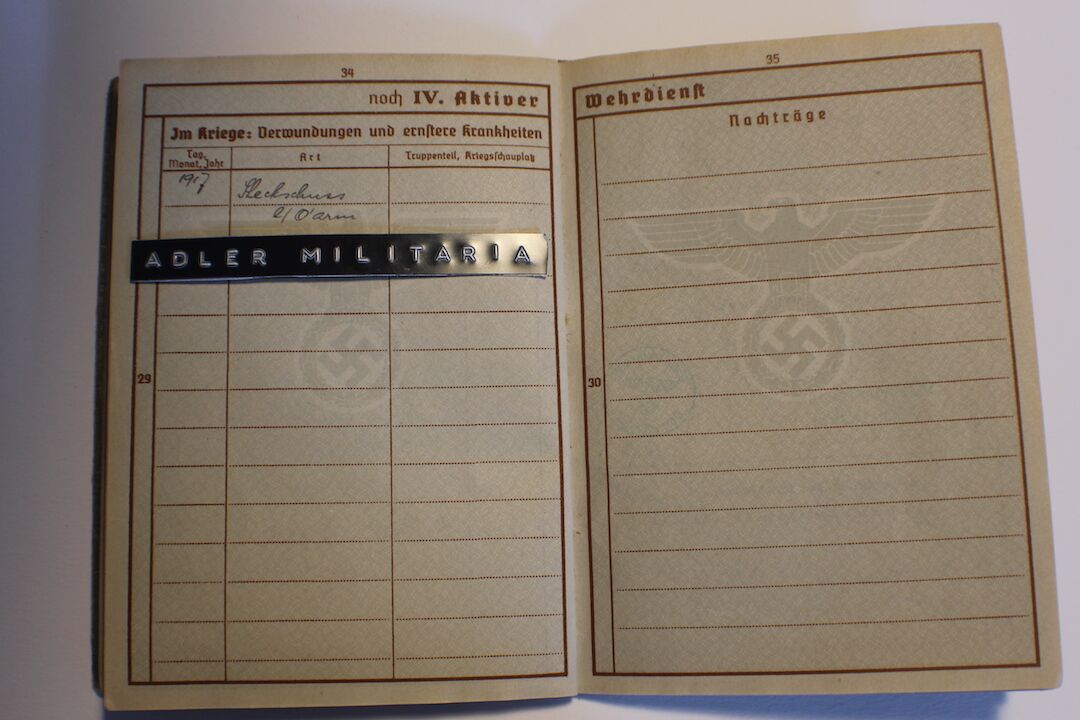 34
noch IV. Aktiver
Im Kriege: Verwundungen und ernstere Krankheiten
Tag, Monat, Jahr
Art
Truppenteil, Kriegsschauplatz
1917
Steckschuss
O'arm
ADLER MILITARIA
29
35
Wehrdienst
Nachträge
30